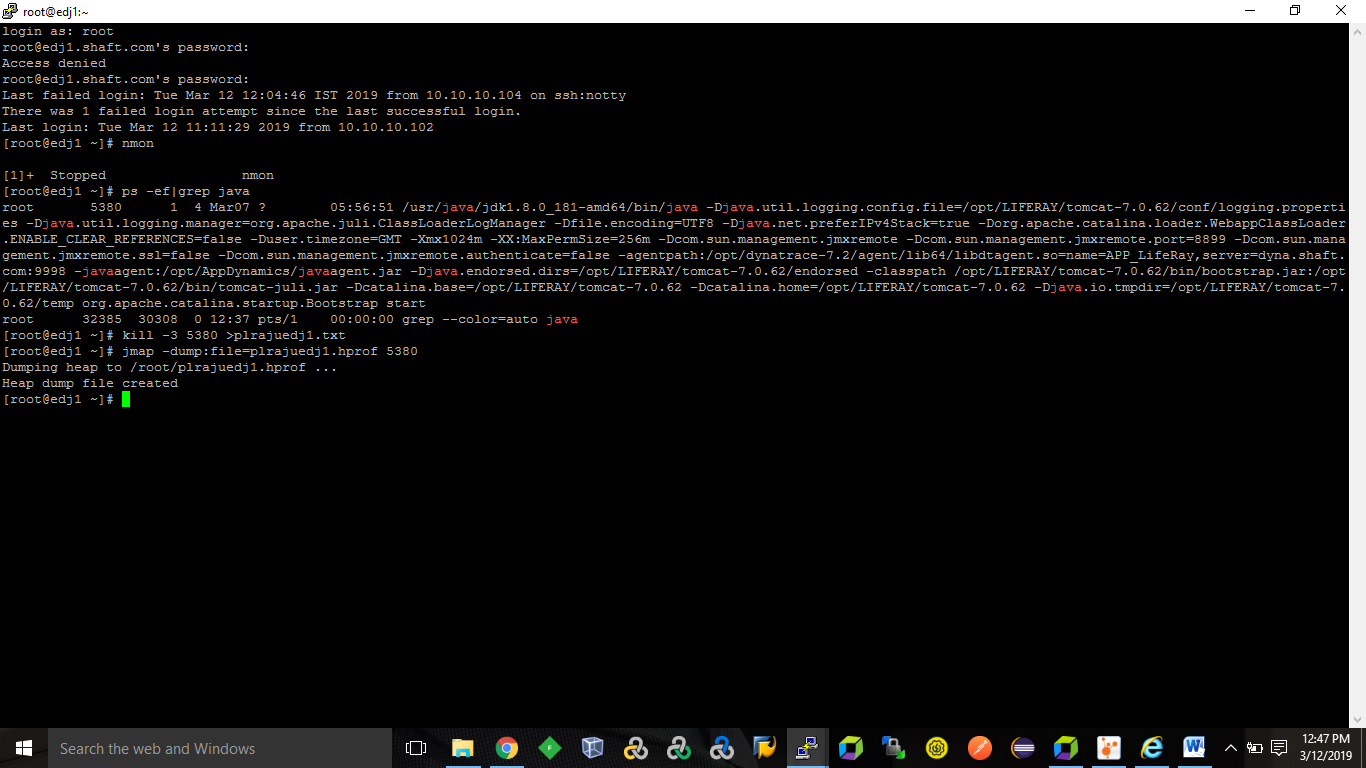 root@edj1:~
login as: root
root@edj1.shaft.com's password:
Access denied
root@edj1.shaft.com's password:
Last failed login: Tue Mar 12 12:04:46 IST 2019 from 10.10.10.104 on ssh:notty
There was 1 failed login attempt since the last successful login.
Last login: Tue Mar 12 11:11:29 2019 from 10.10.10.102
[root@edj1 ~]# nmon
[1]+  Stopped                 nmon
[root@edj1 ~]# ps -ef|grep java
root       5380      1  4 Mar07 ?        05:56:51 /usr/java/jdk1.8.0_181-amd64/bin/java -Djava.util.logging.config.file=/opt/LIFERAY/tomcat-7.0.62/conf/logging.properti
es -Djava.util.logging.manager=org.apache.juli.ClassLoaderLogManager -Dfile.encoding=UTF8 -Djava.net.preferIPv4Stack=true -Dorg.apache.catalina.loader.WebappClassLoader
.ENABLE_CLEAR_REFERENCES=false -Duser.timezone=GMT -Xmx1024m -XX:MaxPermSize=256m -Dcom.sun.management.jmxremote -Dcom.sun.management.jmxremote.port=8899 -Dcom.sun.mana
gement.jmxremote.ssl=false -Dcom.sun.management.jmxremote.authenticate=false -agentpath:/opt/dynatrace-7.2/agent/lib64/libdtagent.so=name=APP_LifeRay,server=dyna.shaft.
com:9998 -javaagent:/opt/AppDynamics/javaagent.jar -Djava.endorsed.dirs=/opt/LIFERAY/tomcat-7.0.62/endorsed -classpath /opt/LIFERAY/tomcat-7.0.62/bin/bootstrap.jar:/opt
/LIFERAY/tomcat-7.0.62/bin/tomcat-juli.jar -Dcatalina.base=/opt/LIFERAY/tomcat-7.0.62 -Dcatalina.home=/opt/LIFERAY/tomcat-7.0.62 -Djava.io.tmpdir=/opt/LIFERAY/tomcat-7.
0.62/temp org.apache.catalina.startup.Bootstrap start
root      32385  30308  0 12:37 pts/1    00:00:00 grep --color=auto java
[root@edj1 ~]# kill -3 5380 >plrajuedj1.txt
[root@edj1 ~]# jmap -dump:file=plrajuedj1.hprof 5380
Dumping heap to /root/plrajuedj1.hprof ...
Heap dump file created
[root@edj1 ~]#
Search the web and Windows
12:47 PM
3/12/2019